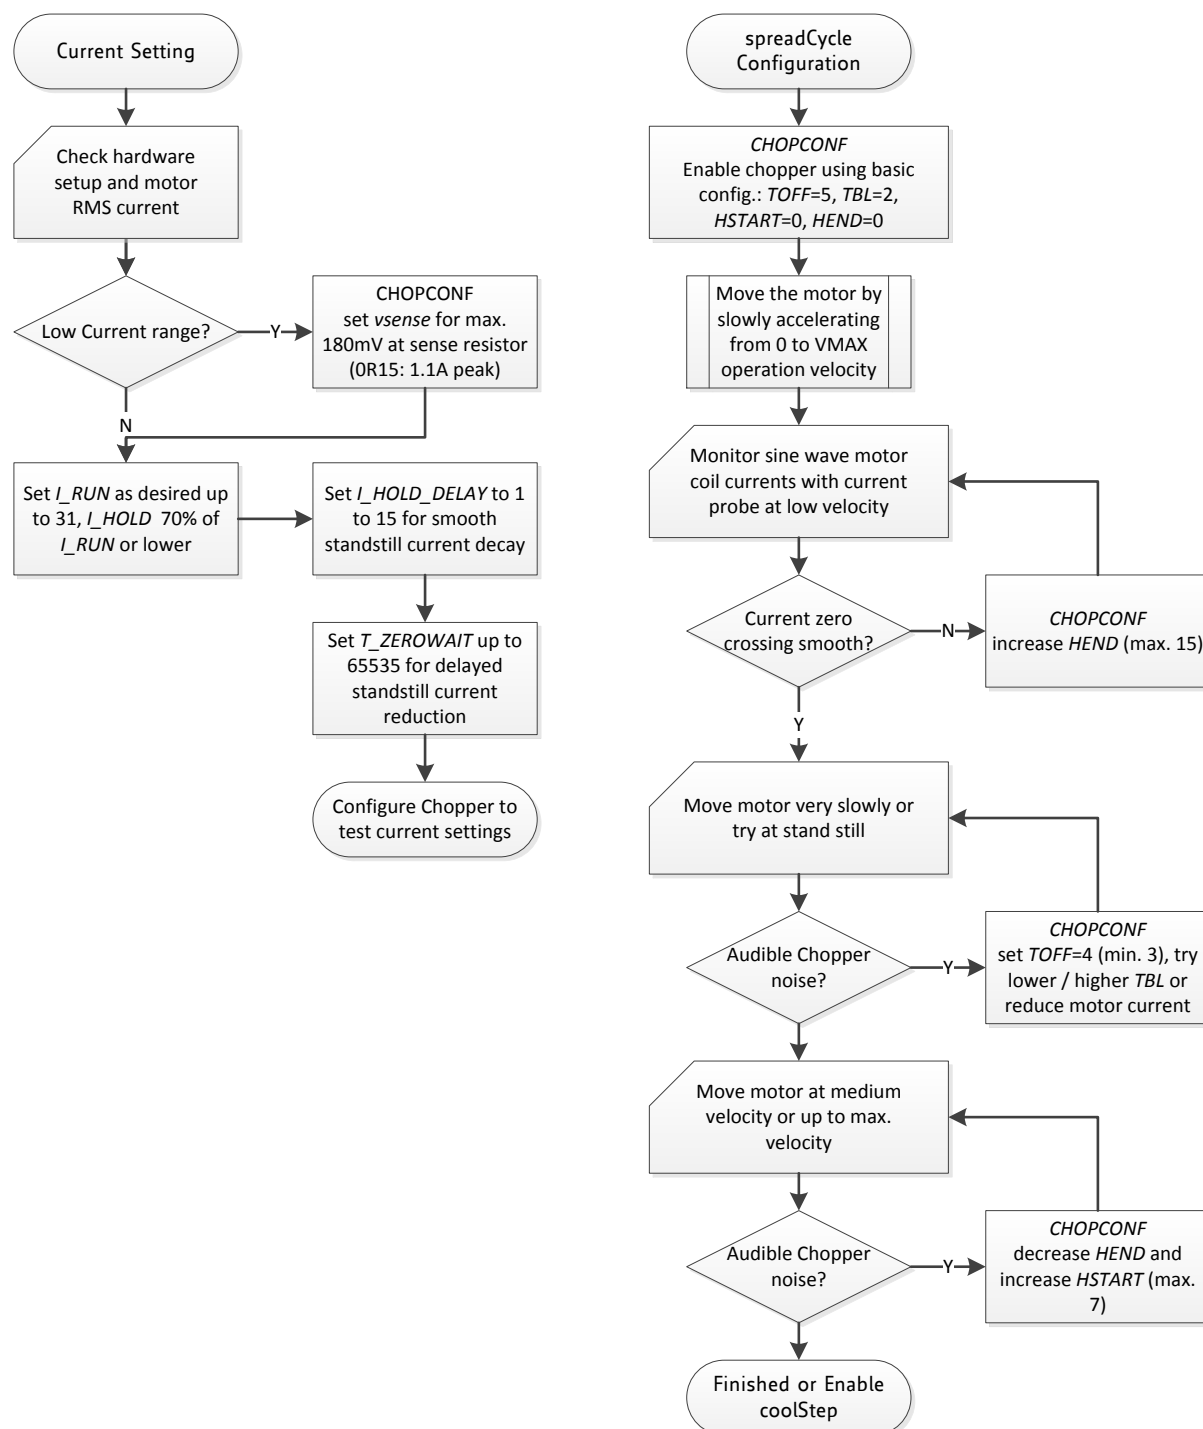 Current Setting
Check hardware
setup and motor
RMS current
Low Current range?
Y
CHOPCONF
set vsense for max.
180mV at sense resistor
(0R15: 1.1A peak)
N
Set I_RUN as desired up
to 31, I_HOLD 70% of
I_RUN or lower
Set I_HOLD_DELAY to 1
to 15 for smooth
standstill current decay
Set T_ZEROWAIT up to
65535 for delayed
standstill current
reduction
Configure Chopper to
test current settings
spreadCycle
Configuration
CHOPCONF
Enable chopper using basic
config.: TOFF=5, TBL=2,
HSTART=0, HEND=0
Move the motor by
slowly accelerating
from 0 to VMAX
operation velocity
Monitor sine wave motor
coil currents with current
probe at low velocity
Current zero
crossing smooth?
N
CHOPCONF
increase HEND (max. 15)
Y
Move motor very slowly or
try at stand still
Audible Chopper
noise?
Y
CHOPCONF
set TOFF=4 (min. 3), try
lower / higher TBL or
reduce motor current
Move motor at medium
velocity or up to max.
velocity
Audible Chopper
noise?
Y
CHOPCONF
decrease HEND and
increase HSTART (max.
7)
Finished or Enable
coolStep